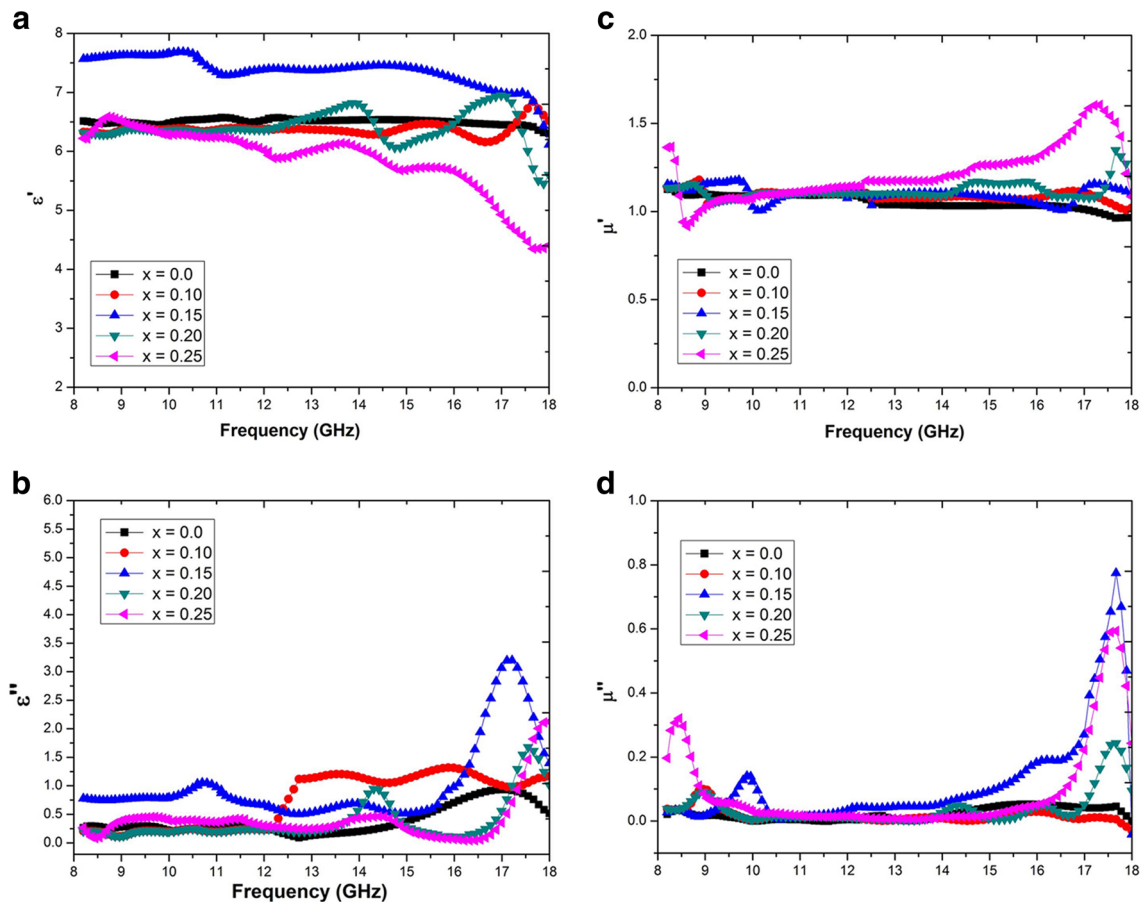 a
8
7
6
5
4
3
2
ε'
x = 0.0
x = 0.10
x = 0.15
x = 0.20
x = 0.25
8 9 10 11 12 13 14 15 16 17 18
Frequency (GHz)
c
2.0
1.5
1.0
0.5
0.0
μ'
x = 0.0
x = 0.10
x = 0.15
x = 0.20
x = 0.25
8 9 10 11 12 13 14 15 16 17 18
Frequency (GHz)
b
6.0
5.5
5.0
4.5
4.0
3.5
3.0
2.5
2.0
1.5
1.0
0.5
0.0
ε"
x = 0.0
x = 0.10
x = 0.15
x = 0.20
x = 0.25
8 9 10 11 12 13 14 15 16 17 18
Frequency (GHz)
d
1.0
0.8
0.6
0.4
0.2
0.0
μ"
x = 0.0
x = 0.10
x = 0.15
x = 0.20
x = 0.25
8 9 10 11 12 13 14 15 16 17 18
Frequency (GHz)